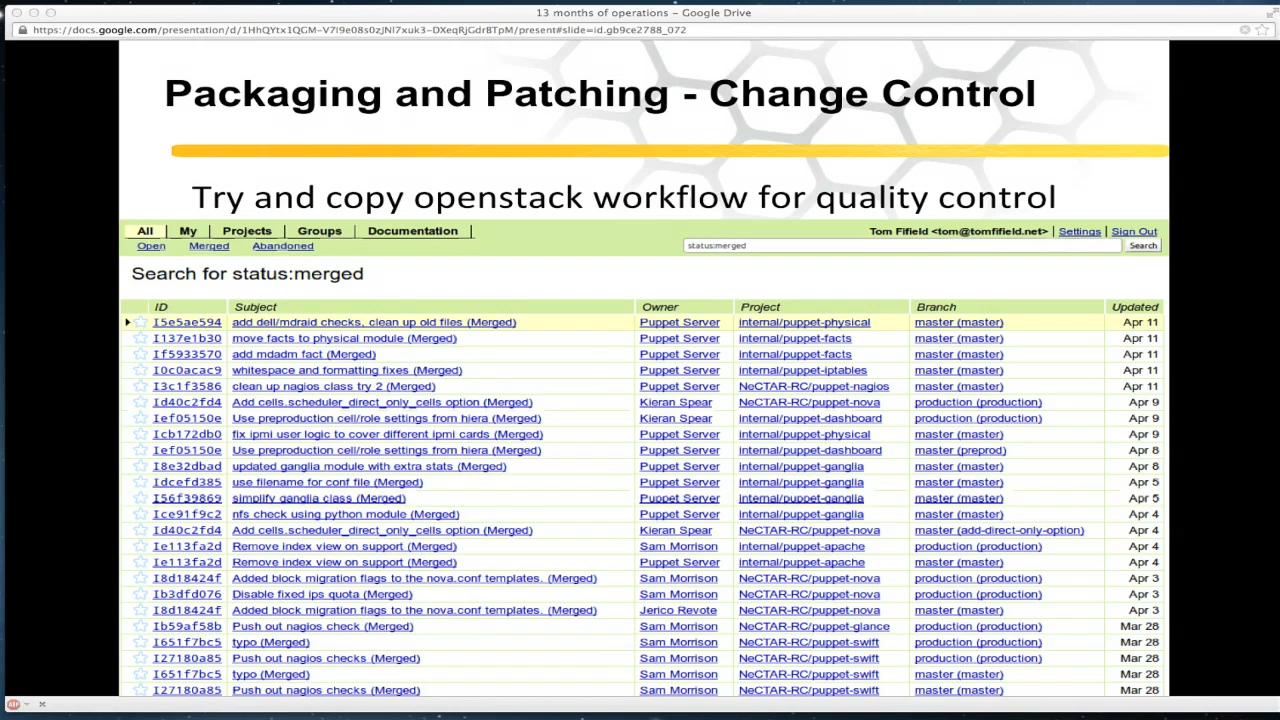 13 months of operations – Google Drive
https://docs.google.com/presentation/d/1HhQYtx1QGM-V7I9e08s0zJNI7xuk3-DXeqRjGdrBTpM/present#slide=id.gb9ce2788_072
Packaging and Patching - Change Control
Try and copy openstack workflow for quality control
All My Projects Groups Documentation Tom Fifield <tom@tomfifield.net> | Settings | Sign Out
Open Merged Abandoned status:merged Search
Search for status:merged
ID Subject Owner Project Branch Updated
I5e5ae594 add dell/mdraid checks, clean up old files (Merged) Puppet Server internal/puppet-physical master (master) Apr 11
I137e1b30 move facts to physical module (Merged) Puppet Server internal/puppet-facts master (master) Apr 11
If5933570 add mdadm fact (Merged) Puppet Server internal/puppet-facts master (master) Apr 11
I0c0acac9 whitespace and formatting fixes (Merged) Puppet Server internal/puppet-iptables master (master) Apr 11
I3c1f3586 clean up nagios class try 2 (Merged) Puppet Server NeCTAR-RC/puppet-nagios master (master) Apr 11
Id40c2fd4 Add cells.scheduler_direct_only_cells option (Merged) Kieran Spear NeCTAR-RC/puppet-nova production (production) Apr 9
Ief05150e Use preproduction cell/role settings from hiera (Merged) Kieran Spear internal/puppet-dashboard production (production) Apr 9
Icb172db0 fix ipmi user logic to cover different ipmi cards (Merged) Puppet Server internal/puppet-physical master (master) Apr 9
Ief05150e Use preproduction cell/role settings from hiera (Merged) Puppet Server internal/puppet-dashboard master (preprod) Apr 8
I8e32dbad updated ganglia module with extra stats (Merged) Puppet Server internal/puppet-ganglia master (master) Apr 8
Idcefd385 use filename for conf file (Merged) Puppet Server internal/puppet-ganglia master (master) Apr 5
I56f39869 simplify ganglia class (Merged) Puppet Server internal/puppet-ganglia master (master) Apr 5
Ice91f9c2 nfs check using python module (Merged) Puppet Server internal/puppet-ganglia master (master) Apr 4
Id40c2fd4 Add cells.scheduler_direct_only_cells option (Merged) Kieran Spear NeCTAR-RC/puppet-nova master (add-direct-only-option) Apr 4
Ie113fa2d Remove index view on support (Merged) Sam Morrison internal/puppet-apache production (production) Apr 4
Ie113fa2d Remove index view on support (Merged) Puppet Server internal/puppet-apache master (master) Apr 4
I8d18424f Added block migration flags to the nova.conf templates. (Merged) Sam Morrison NeCTAR-RC/puppet-nova production (production) Apr 3
Ib3dfd076 Disable fixed ips quota (Merged) Sam Morrison NeCTAR-RC/puppet-nova production (production) Apr 3
I8d18424f Added block migration flags to the nova.conf templates. (Merged) Jerico Revote NeCTAR-RC/puppet-nova master (master) Apr 3
Ib59af58b Push out nagios check (Merged) Sam Morrison NeCTAR-RC/puppet-glance production (production) Mar 28
I651f7bc5 typo (Merged) Sam Morrison NeCTAR-RC/puppet-swift production (production) Mar 28
I27180a85 Push out nagios checks (Merged) Sam Morrison NeCTAR-RC/puppet-swift production (production) Mar 28
I651f7bc5 typo (Merged) Sam Morrison NeCTAR-RC/puppet-swift master (master) Mar 28
I27180a85 Push out nagios checks (Merged) Sam Morrison NeCTAR-RC/puppet-swift master (master) Mar 28